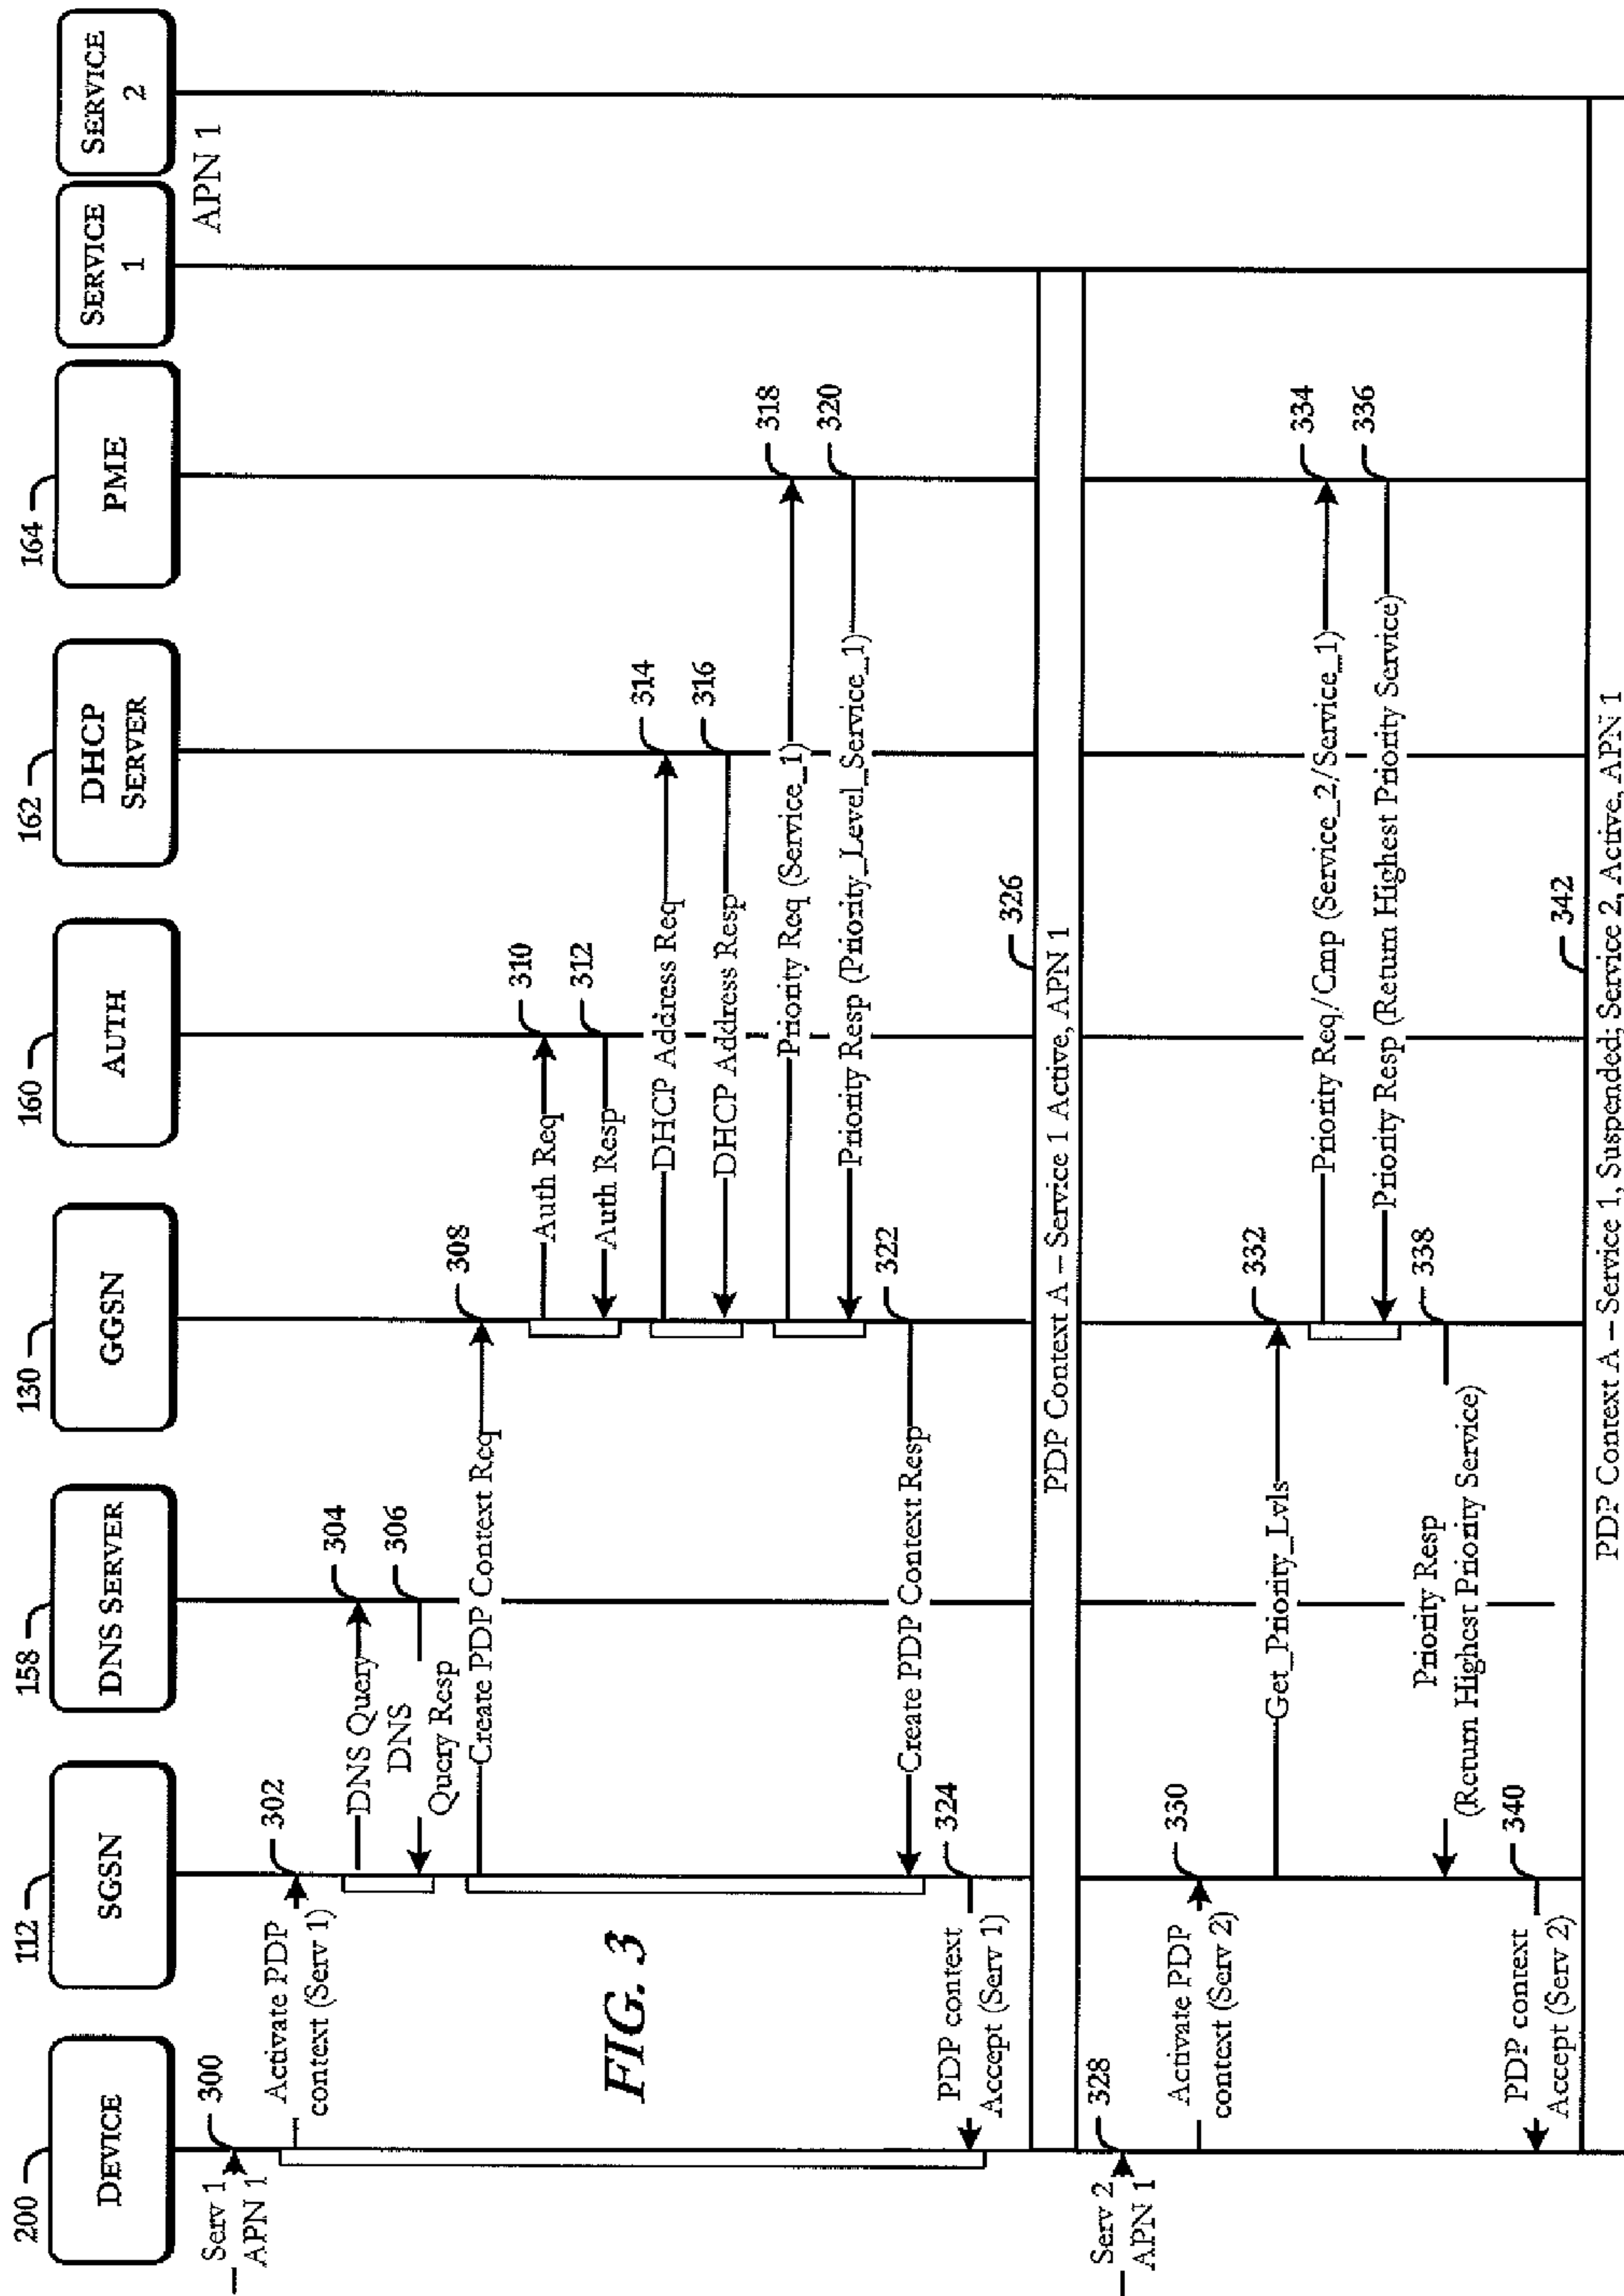 200
DEVICE
112
SGSN
158
DNS SERVER
130
GGSN
160
AUTH
162
DHCP
SERVER
164
PME
SERVICE
1
SERVICE
2
APN 1
Serv 1
APN 1
300
Activate PDP
context (Serv 1)
302
DNS Query
304
DNS
Query Resp
306
Create PDP Context Req
308
Auth Req
310
Auth Resp
312
DHCP Address Req
314
DHCP Address Resp
316
Priority Req (Service_1)
318
Priority Resp (Priority_Level_Service_1)
320
Create PDP Context Resp
322
FIG. 3
PDP context
Accept (Serv 1)
324
326
PDP Context A – Service 1 Active, APN 1
Serv 2
APN 1
328
Activate PDP
context (Serv 2)
330
Get_Priority_Lvls
332
Priority Req/Cmp (Service_2/Service_1)
334
Priority Resp (Return Highest Priority Service)
336
Priority Resp
(Return Highest Priority Service)
338
PDP context
Accept (Serv 2)
340
342
PDP Context A – Service 1, Suspended; Service 2, Active, APN 1